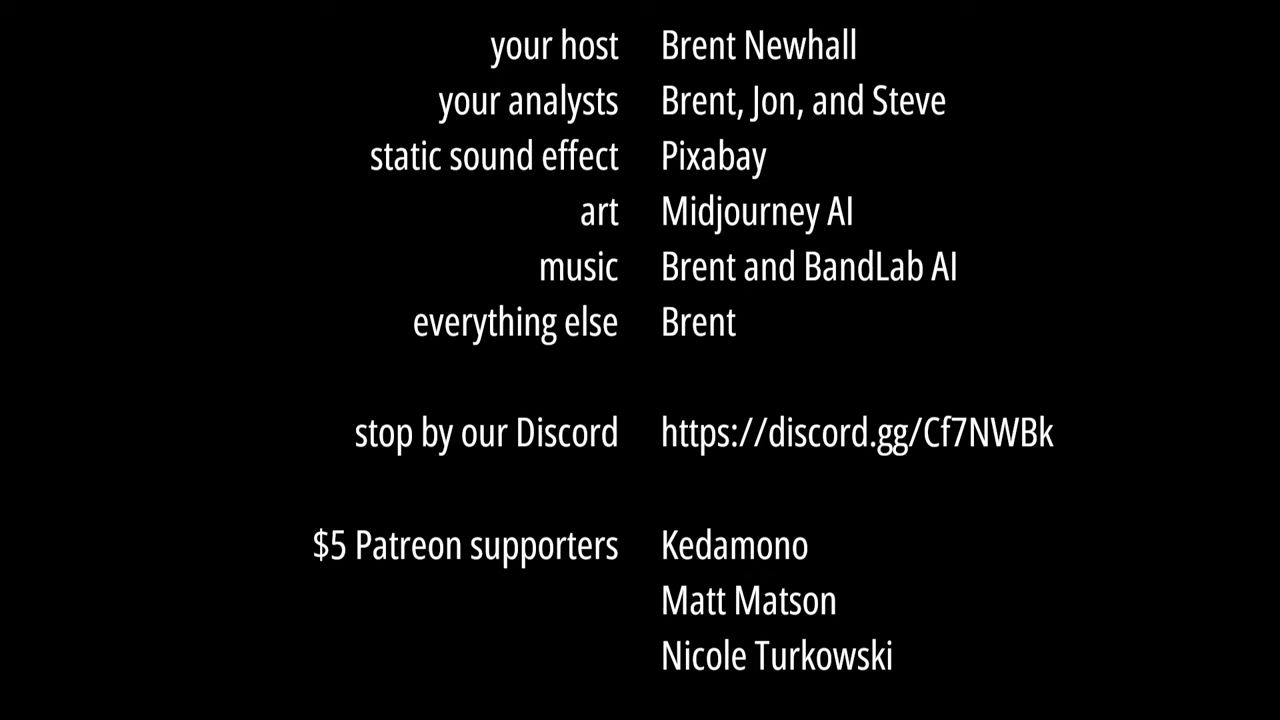 your host Brent Newhall
your analysts Brent, Jon, and Steve
static sound effect Pixabay
art Midjourney AI
music Brent and BandLab AI
everything else Brent
stop by our Discord https://discord.gg/Cf7NWBk
$5 Patreon supporters Kedamono
Matt Matson
Nicole Turkowski